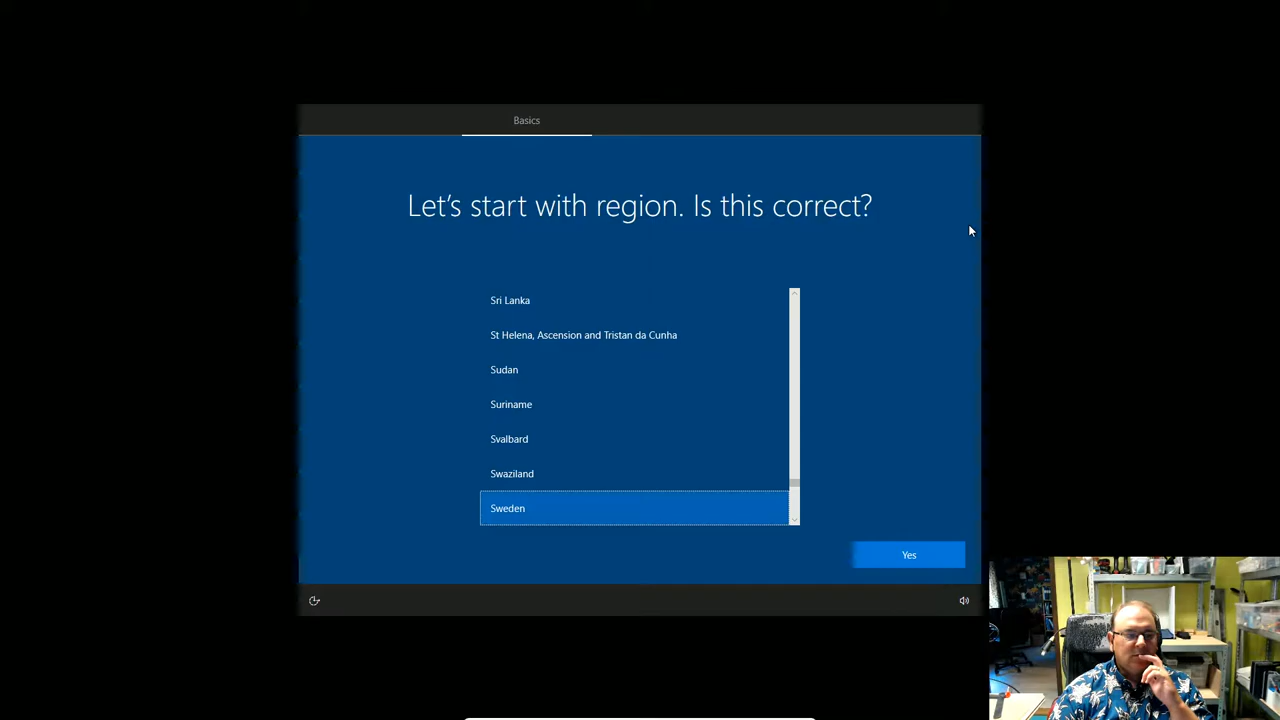 Basics
Let's start with region. Is this correct?
Sri Lanka
St Helena, Ascension and Tristan da Cunha
Sudan
Suriname
Svalbard
Swaziland
Sweden
Yes